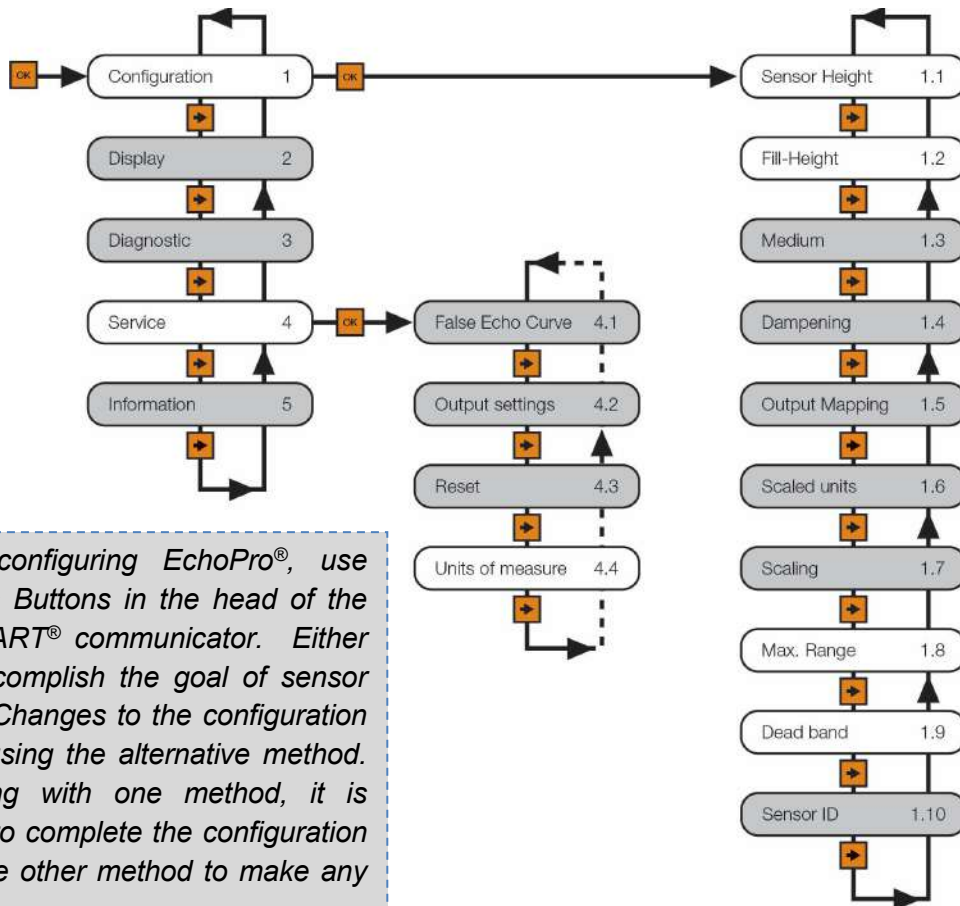 OK
Configuration 1
OK
Display 2
Diagnostic 3
Service 4
OK
Information 5
False Echo Curve 4.1
Output settings 4.2
Reset 4.3
Units of measure 4.4
Sensor Height 1.1
Fill-Height 1.2
Medium 1.3
Dampening 1.4
Output Mapping 1.5
Scaled units 1.6
Scaling 1.7
Max. Range 1.8
Dead band 1.9
Sensor ID 1.10
configuring EchoPro®, use
Buttons in the head of the
ART® communicator. Either
complish the goal of sensor
Changes to the configuration
sing the alternative method.
ng with one method, it is
o complete the configuration
e other method to make any